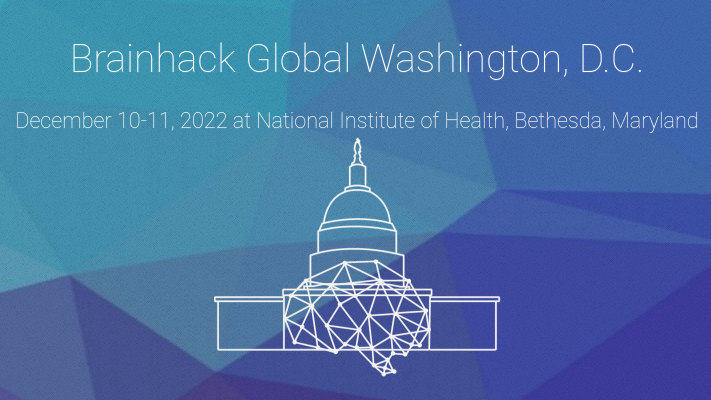 Brainhack Global Washington, D.C.
December 10-11, 2022 at National Institute of Health, Bethesda, Maryland